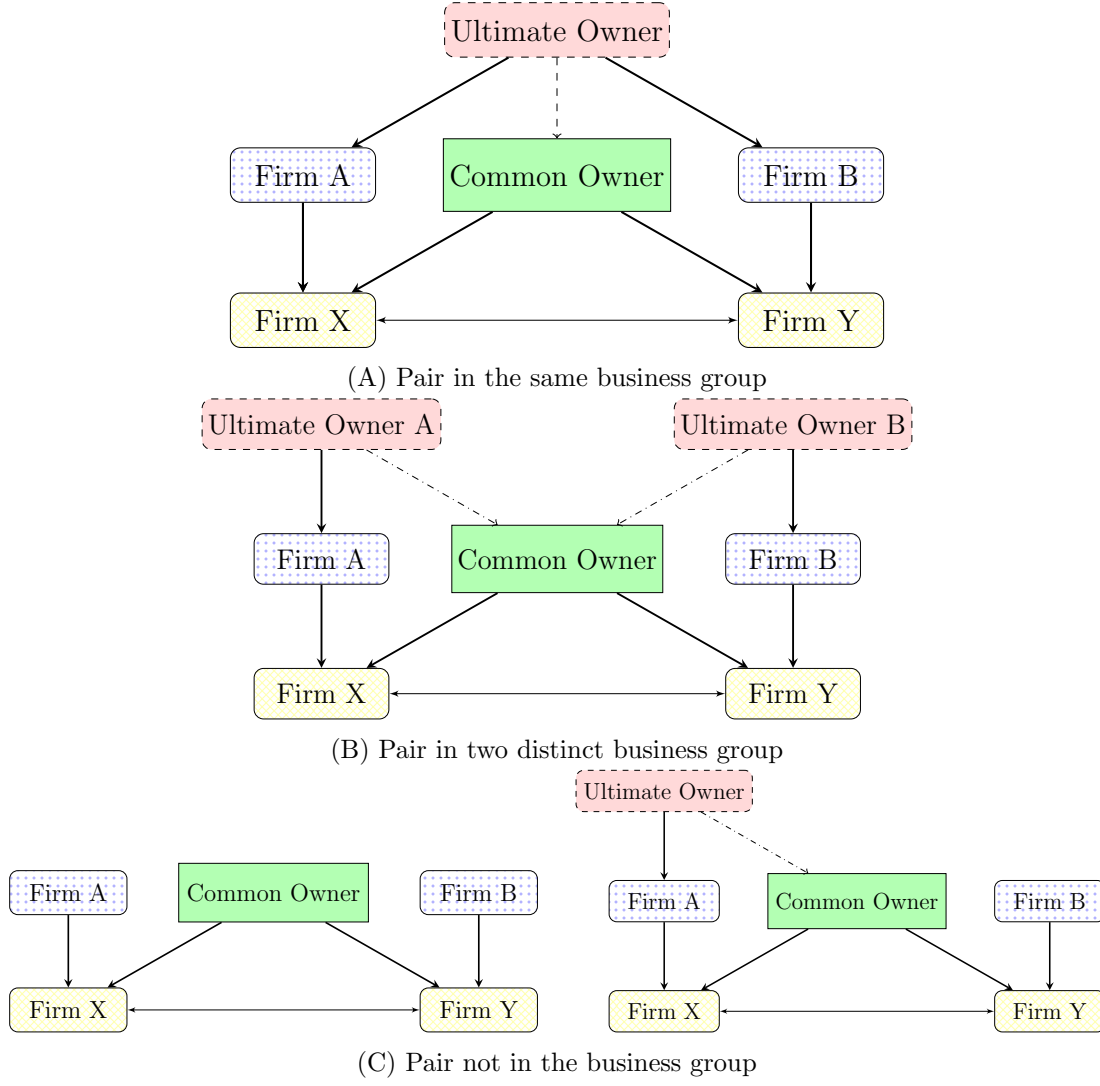 Ultimate Owner
Firm A
Common Owner
Firm B
Firm X
Firm Y
(A) Pair in the same business group
Ultimate Owner A
Ultimate Owner B
Firm A
Common Owner
Firm B
Firm X
Firm Y
(B) Pair in two distinct business group
Firm A
Common Owner
Firm B
Firm X
Firm Y
Ultimate Owner
Firm A
Common Owner
Firm B
Firm X
Firm Y
(C) Pair not in the business group